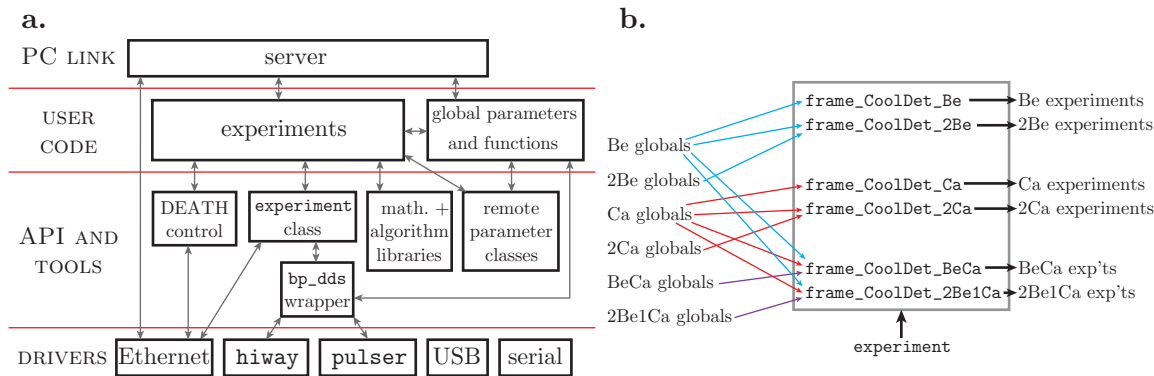 a.
PC LINK
server
USER
CODE
experiments
global parameters
and functions
API AND
TOOLS
DEATH
control
experiment
class
math. +
algorithm
libraries
remote
parameter
classes
bp_dds
wrapper
DRIVERS
Ethernet
hiway
pulser
USB
serial
b.
Be globals
2Be globals
Ca globals
2Ca globals
BeCa globals
2Be1Ca globals
frame_CoolDet_Be
Be experiments
frame_CoolDet_2Be
2Be experiments
frame_CoolDet_Ca
Ca experiments
frame_CoolDet_2Ca
2Ca experiments
frame_CoolDet_BeCa
BeCa exp'ts
frame_CoolDet_2Be1Ca
2Be1Ca exp'ts
experiment